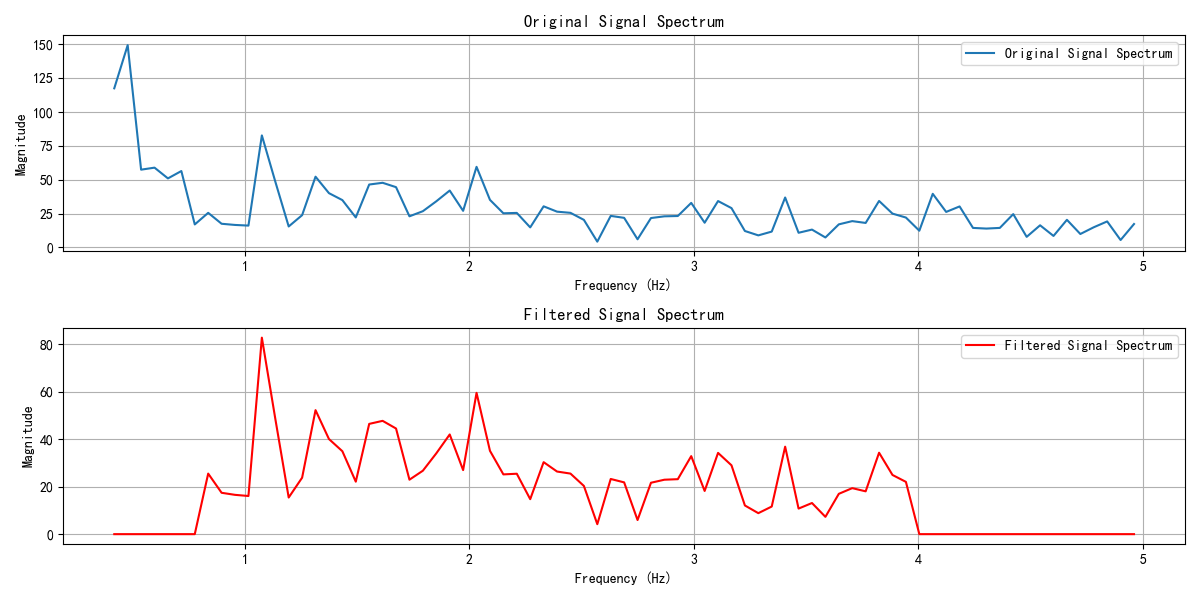 Original Signal Spectrum
Magnitude
150
125
100
75
50
25
0
Original Signal Spectrum
1 2 3 4 5
Frequency (Hz)
Filtered Signal Spectrum
Magnitude
80
60
40
20
0
Filtered Signal Spectrum
1 2 3 4 5
Frequency (Hz)